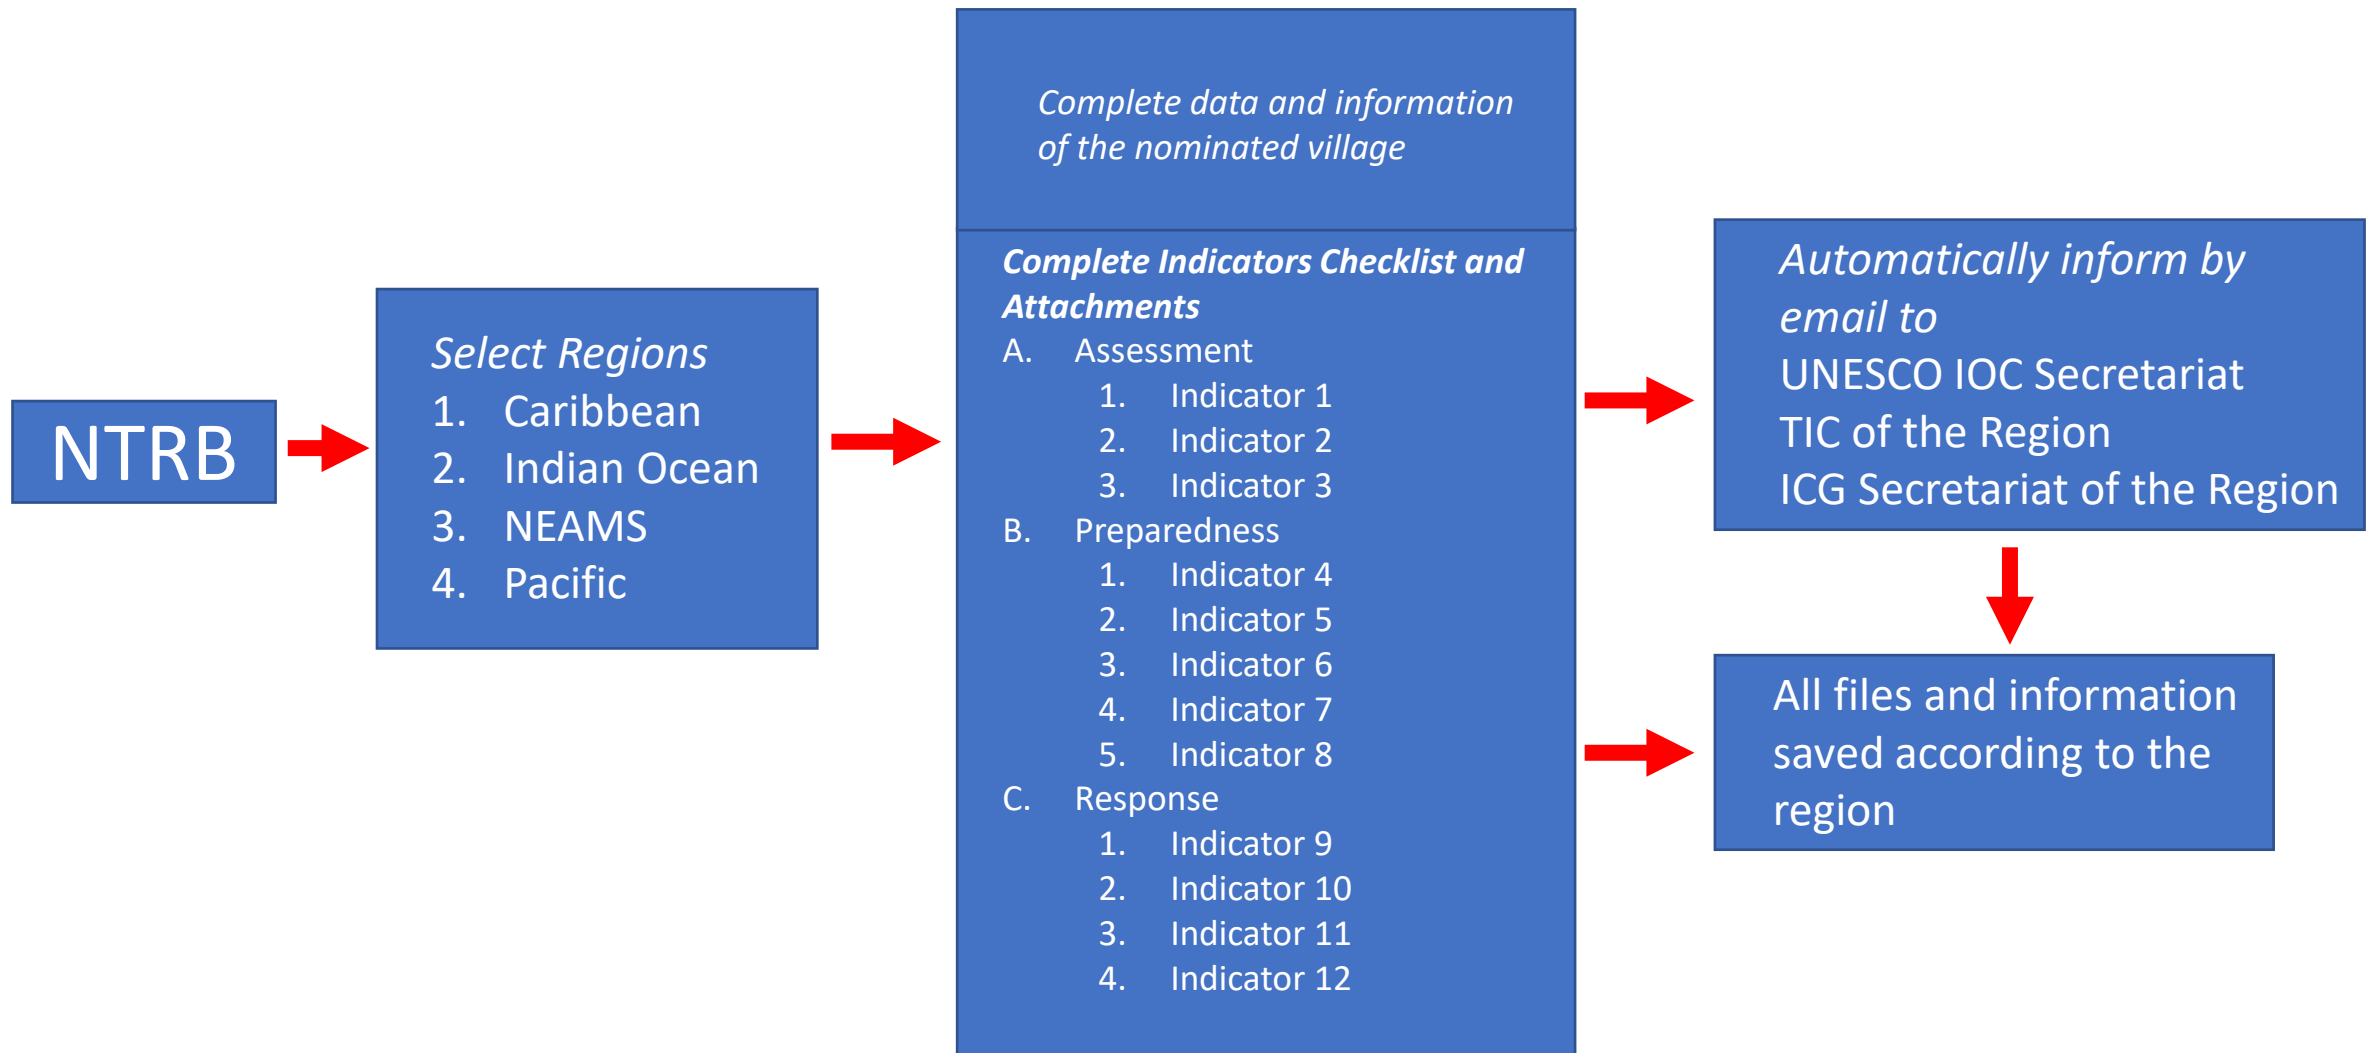 NTRB
Select Regions
1. Caribbean
2. Indian Ocean
3. NEAMS
4. Pacific
Complete data and information
of the nominated village
Complete Indicators Checklist and
Attachments
A. Assessment
1. Indicator 1
2. Indicator 2
3. Indicator 3
B. Preparedness
1. Indicator 4
2. Indicator 5
3. Indicator 6
4. Indicator 7
5. Indicator 8
C. Response
1. Indicator 9
2. Indicator 10
3. Indicator 11
4. Indicator 12
Automatically inform by
email to
UNESCO IOC Secretariat
TIC of the Region
ICG Secretariat of the Region
All files and information
saved according to the
region